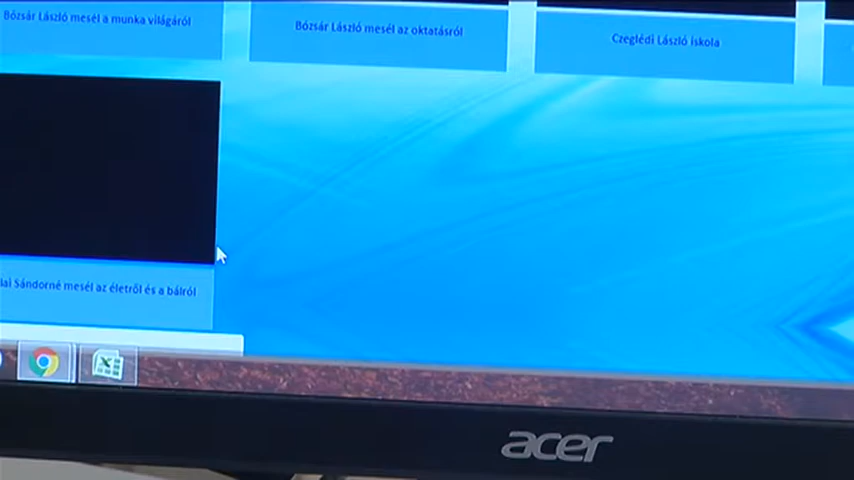 Bózsár László mesél a munka világáról
Bózsár László mesél az oktatásról
Czeglédi László iskola
Sándorné mesél az életről és a bálról
acer